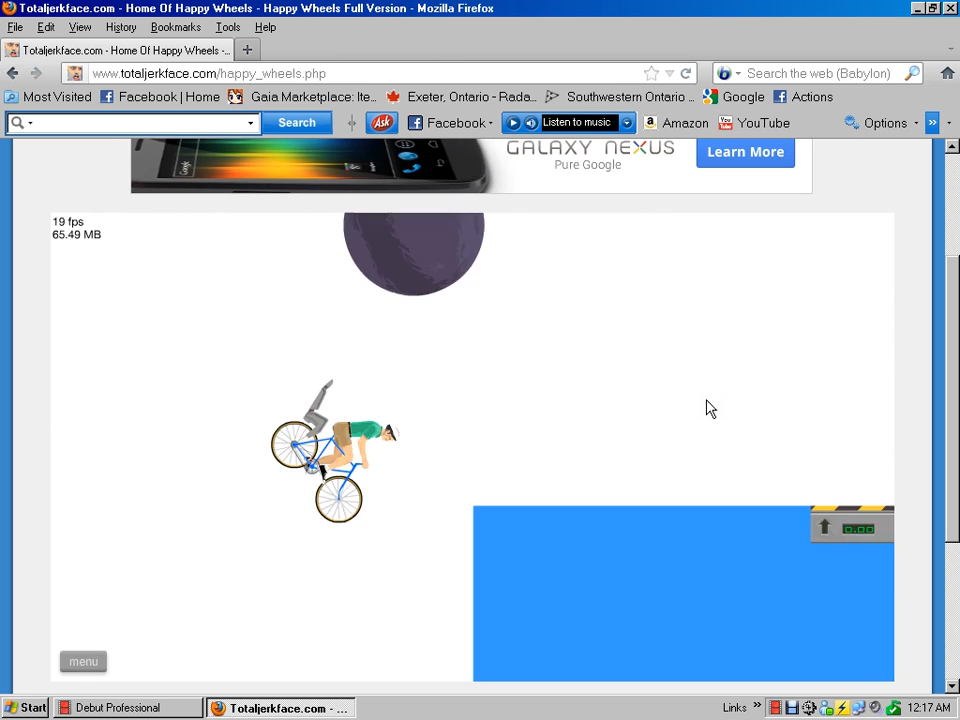 Totaljerkface.com - Home Of Happy Wheels - Happy Wheels Full Version - Mozilla Firefox
File Edit View History Bookmarks Tools Help
Totaljerkface.com - Home Of Happy Wheels -...
www.totaljerkface.com/happy_wheels.php Search the web (Babylon)
Most Visited Facebook | Home Gaia Marketplace: Ite... Exeter, Ontario - Rada... Southwestern Ontario ... Google Actions
Search Ask Facebook Listen to music Amazon YouTube Options
GALAXY NEXUS
Pure Google
Learn More
Google
19 fps
65.49 MB
0.00
menu
Start Debut Professional Totaljerkface.com - ... Links 12:17 AM